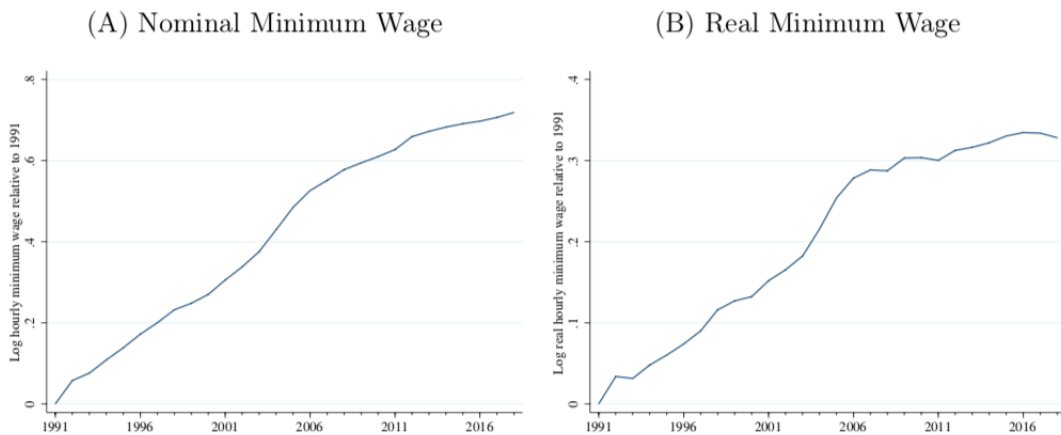 (A) Nominal Minimum Wage
Log hourly minimum wage relative to 1991
.8
.6
.4
.2
0
1991 1996 2001 2006 2011 2016
(B) Real Minimum Wage
Log real hourly minimum wage relative to 1991
.4
.3
.2
.1
0
1991 1996 2001 2006 2011 2016